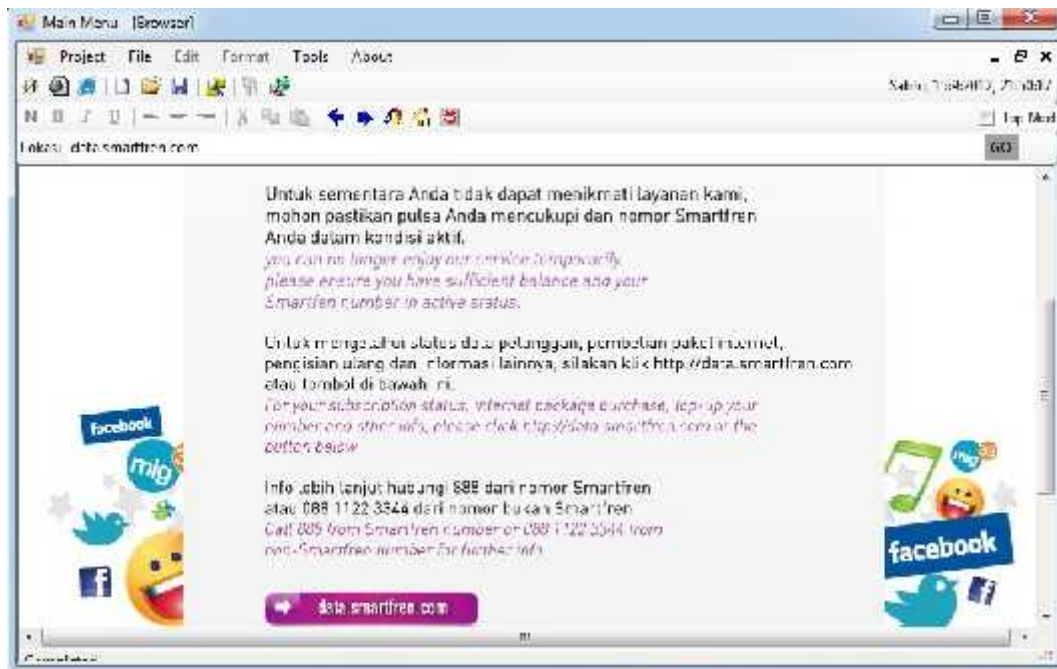 Main Menu - [Browser]
Project File Edit Format Tools About
N B I U
Top Most
Lokasi data.smartfren.com GO
Untuk sementara Anda tidak dapat menikmati layanan kami,
mohon pastikan pulsa Anda mencukupi dan nomor Smartfren
Anda dalam kondisi aktif.
you can no longer enjoy our service temporarily
please ensure you have sufficient balance and your
Smartfen number in active status.
Untuk mengetahui status data pelanggan, pembelian paket internet,
pengisian ulang dan informasi lainnya, silakan klik http://data.smartfren.com
atau tombol di bawah ini.
For your subscription status, internet package purchase, top-up your
number and other info, please click http://data.smartfren.com or the
button below
Info lebih lanjut hubungi 888 dari nomor Smartfren
atau 088 1122 3344 dari nomor bukan Smartfren
Call 888 from Smartfren number or 088 1122 3344 from
non-Smartfren number for further info
data.smartfren.com
facebook
mig
f
mig
facebook
f
Completed